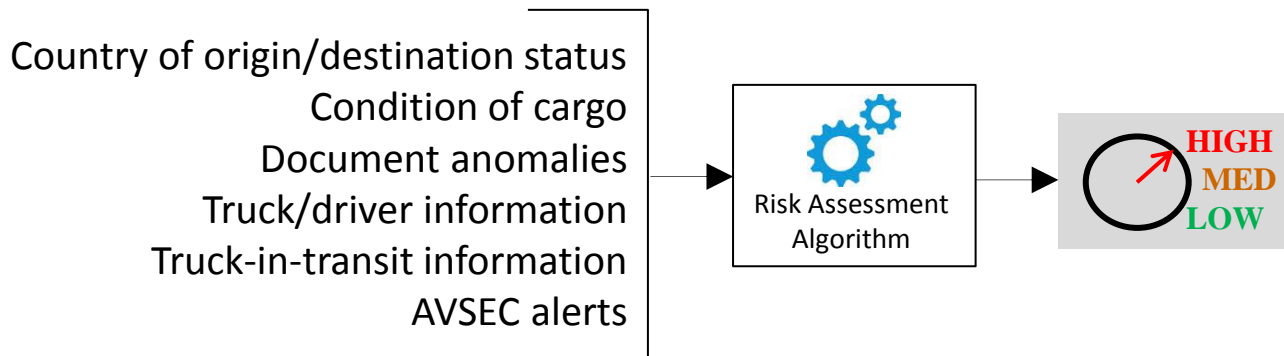 Country of origin/destination status
Condition of cargo
Document anomalies
Truck/driver information
Truck-in-transit information
AVSEC alerts
Risk Assessment
Algorithm
HIGH
MED
LOW